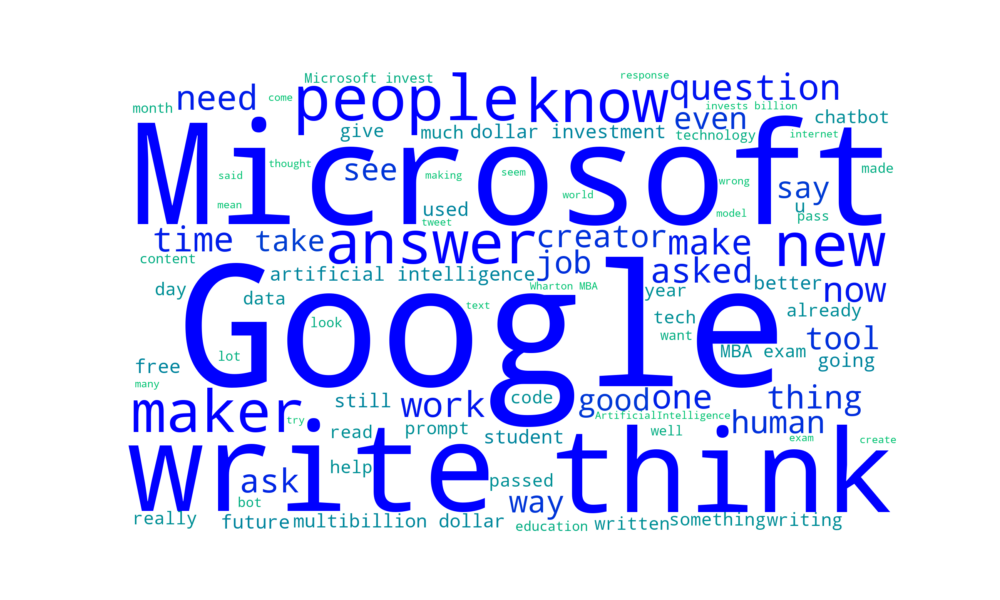 Microsoft invest
response
month
need
come
people
know
question
invests billion
give
much
dollar investment
even
technology
chatbot
internet
Microsoft
thought
said
see
making
seem
world
wrong
say
made
mean
used
tweet
model
u
pass
time
take
answer
creator
make
new
content
artificial intelligence
job
asked
day
data
Google
Wharton MBA
year
better
now
text
look
tech
already
want
tool
lot
MBA exam
going
free
many
maker
still
work
code
good
one
thing
try
ArtificialIntelligence
human
read
prompt
student
well
exam
create
write
think
help
ask
passed
bot
way
really
future
multibillion dollar
education
written
something
writing